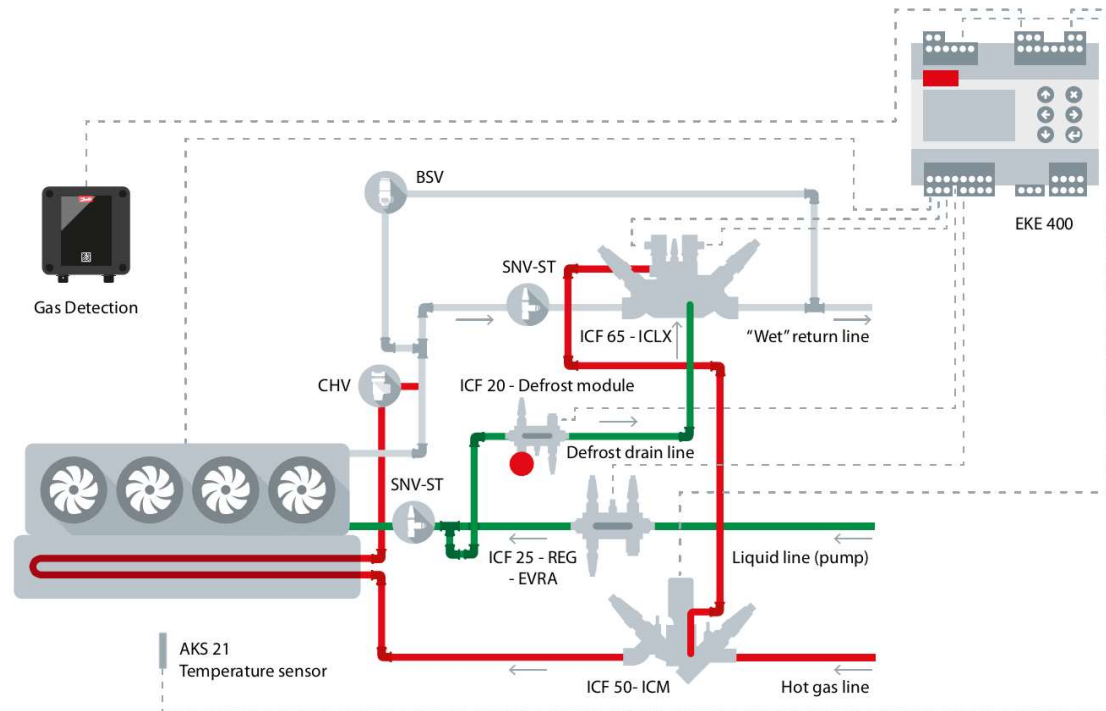 BSV
EKE 400
SNV-ST
Gas Detection
ICF 65 - ICLX
“Wet” return line
CHV
ICF 20 - Defrost module
Defrost drain line
SNV-ST
ICF 25 - REG
- EVRA
Liquid line (pump)
AKS 21
Temperature sensor
ICF 50- ICM
Hot gas line